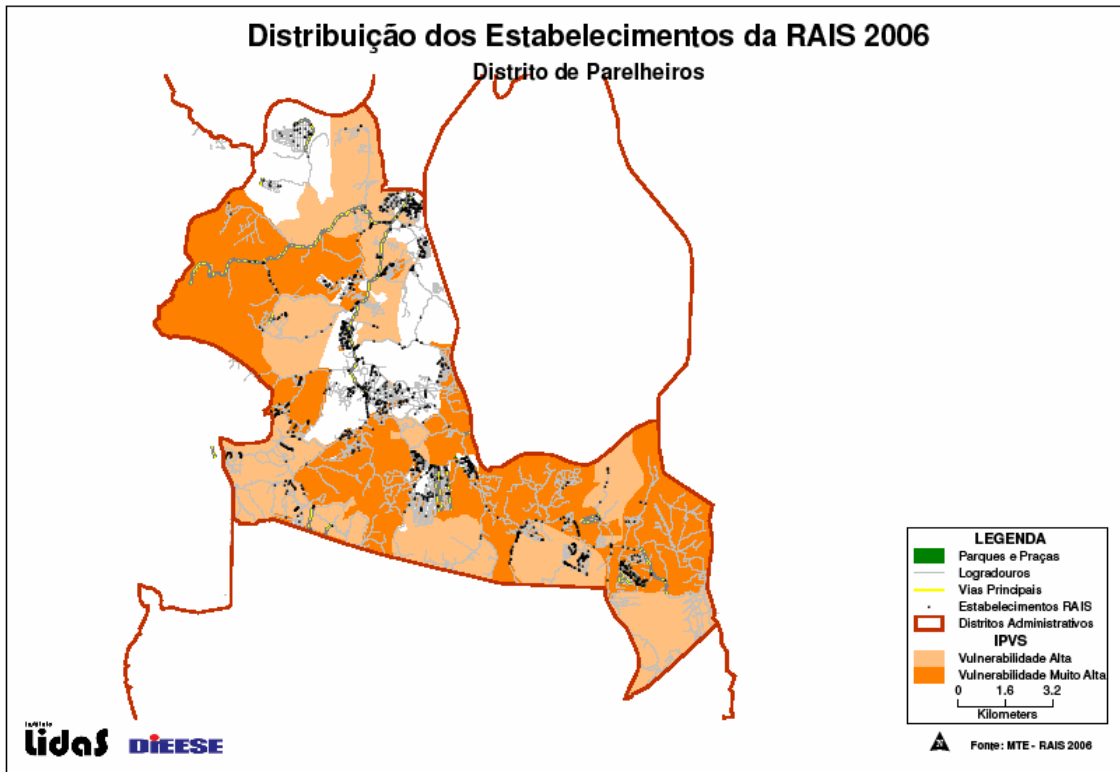 Distribuição dos Estabelecimentos da RAIS 2006
Distrito de Parelheiros
LEGENDA
Parques e Praças
Logradouros
Vias Principais
Estabelecimentos RAIS
Distritos Administrativos
IPVS
Vulnerabilidade Alta
Vulnerabilidade Muito Alta
0 1.6 3.2
Kilometers
Fonte: MTE - RAIS 2006
Instituto
Lidas DIEESE